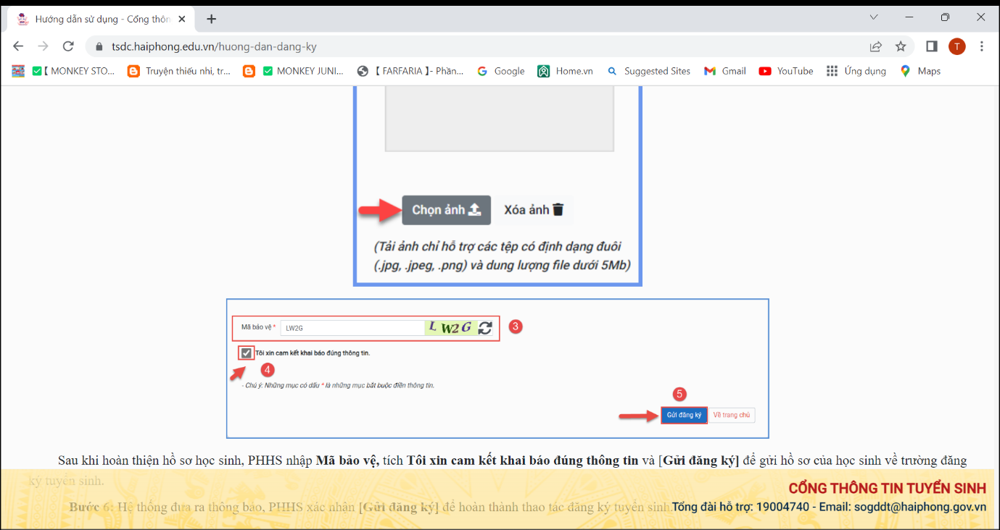 Hướng dẫn sử dụng - Cổng thôn
tsdc.haiphong.edu.vn/huong-dan-dang-ky
T
【 MONKEY STO...
Truyện thiếu nhi, tr...
MONKEY JUNI...
【 FARFARIA 】- Phần...
Google
Home.vn
Suggested Sites
Gmail
YouTube
Ứng dụng
Maps
Chọn ảnh
Xóa ảnh
(Tải ảnh chỉ hỗ trợ các tệp có định dạng đuôi
(.jpg, .jpeg, .png) và dung lượng file dưới 5Mb)
Mã bảo vệ *
LW2G
L W2G
3
Tôi xin cam kết khai báo đúng thông tin.
4
- Chú ý: Những mục có dấu * là những mục bắt buộc điền thông tin.
5
Gửi đăng ký
Về trang chủ
Sau khi hoàn thiện hồ sơ học sinh, PHHS nhập Mã bảo vệ, tích Tôi xin cam kết khai báo đúng thông tin và [Gửi đăng ký] để gửi hồ sơ của học sinh về trường đăng
ký tuyển sinh.
CỔNG THÔNG TIN TUYỂN SINH
Bước 6: Hệ thống đưa ra thông báo, PHHS xác nhận [Gửi đăng ký] để hoàn thành thao tác đăng ký tuyển sinh.
Tổng đài hỗ trợ: 19004740 - Email: sogddt@haiphong.gov.vn